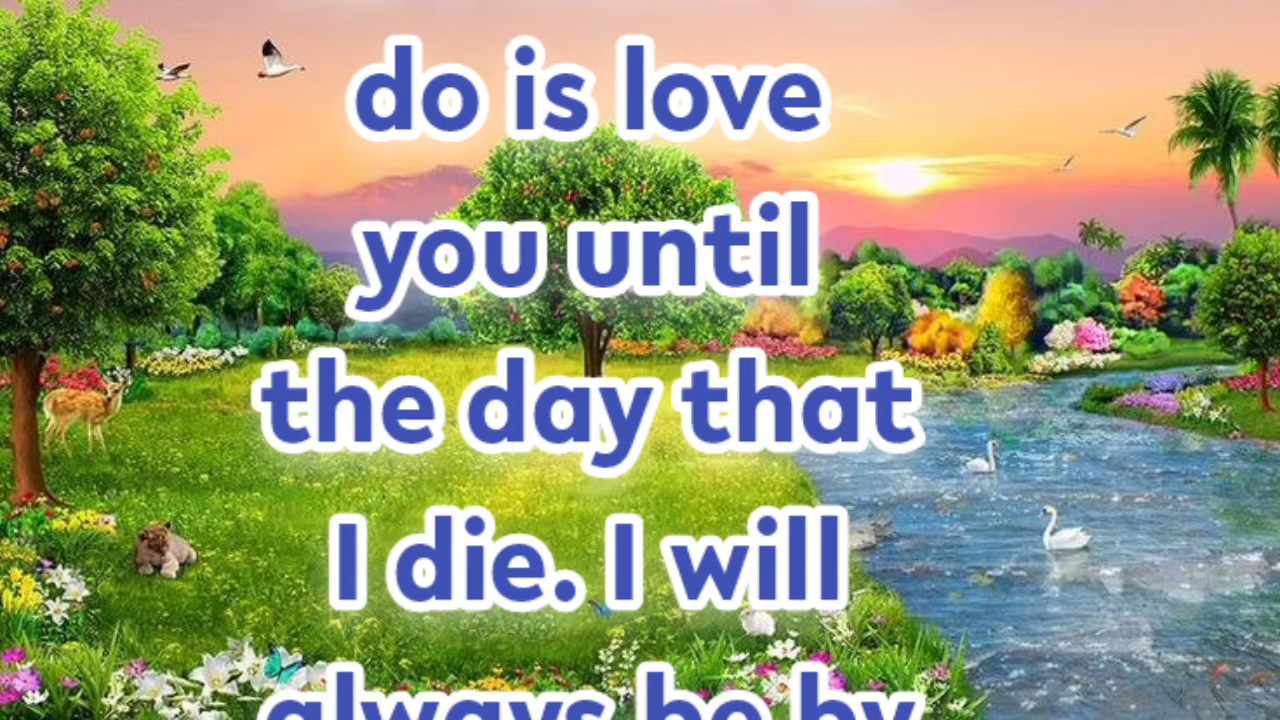 do is love
you until
the day that
I die. I will
always be by